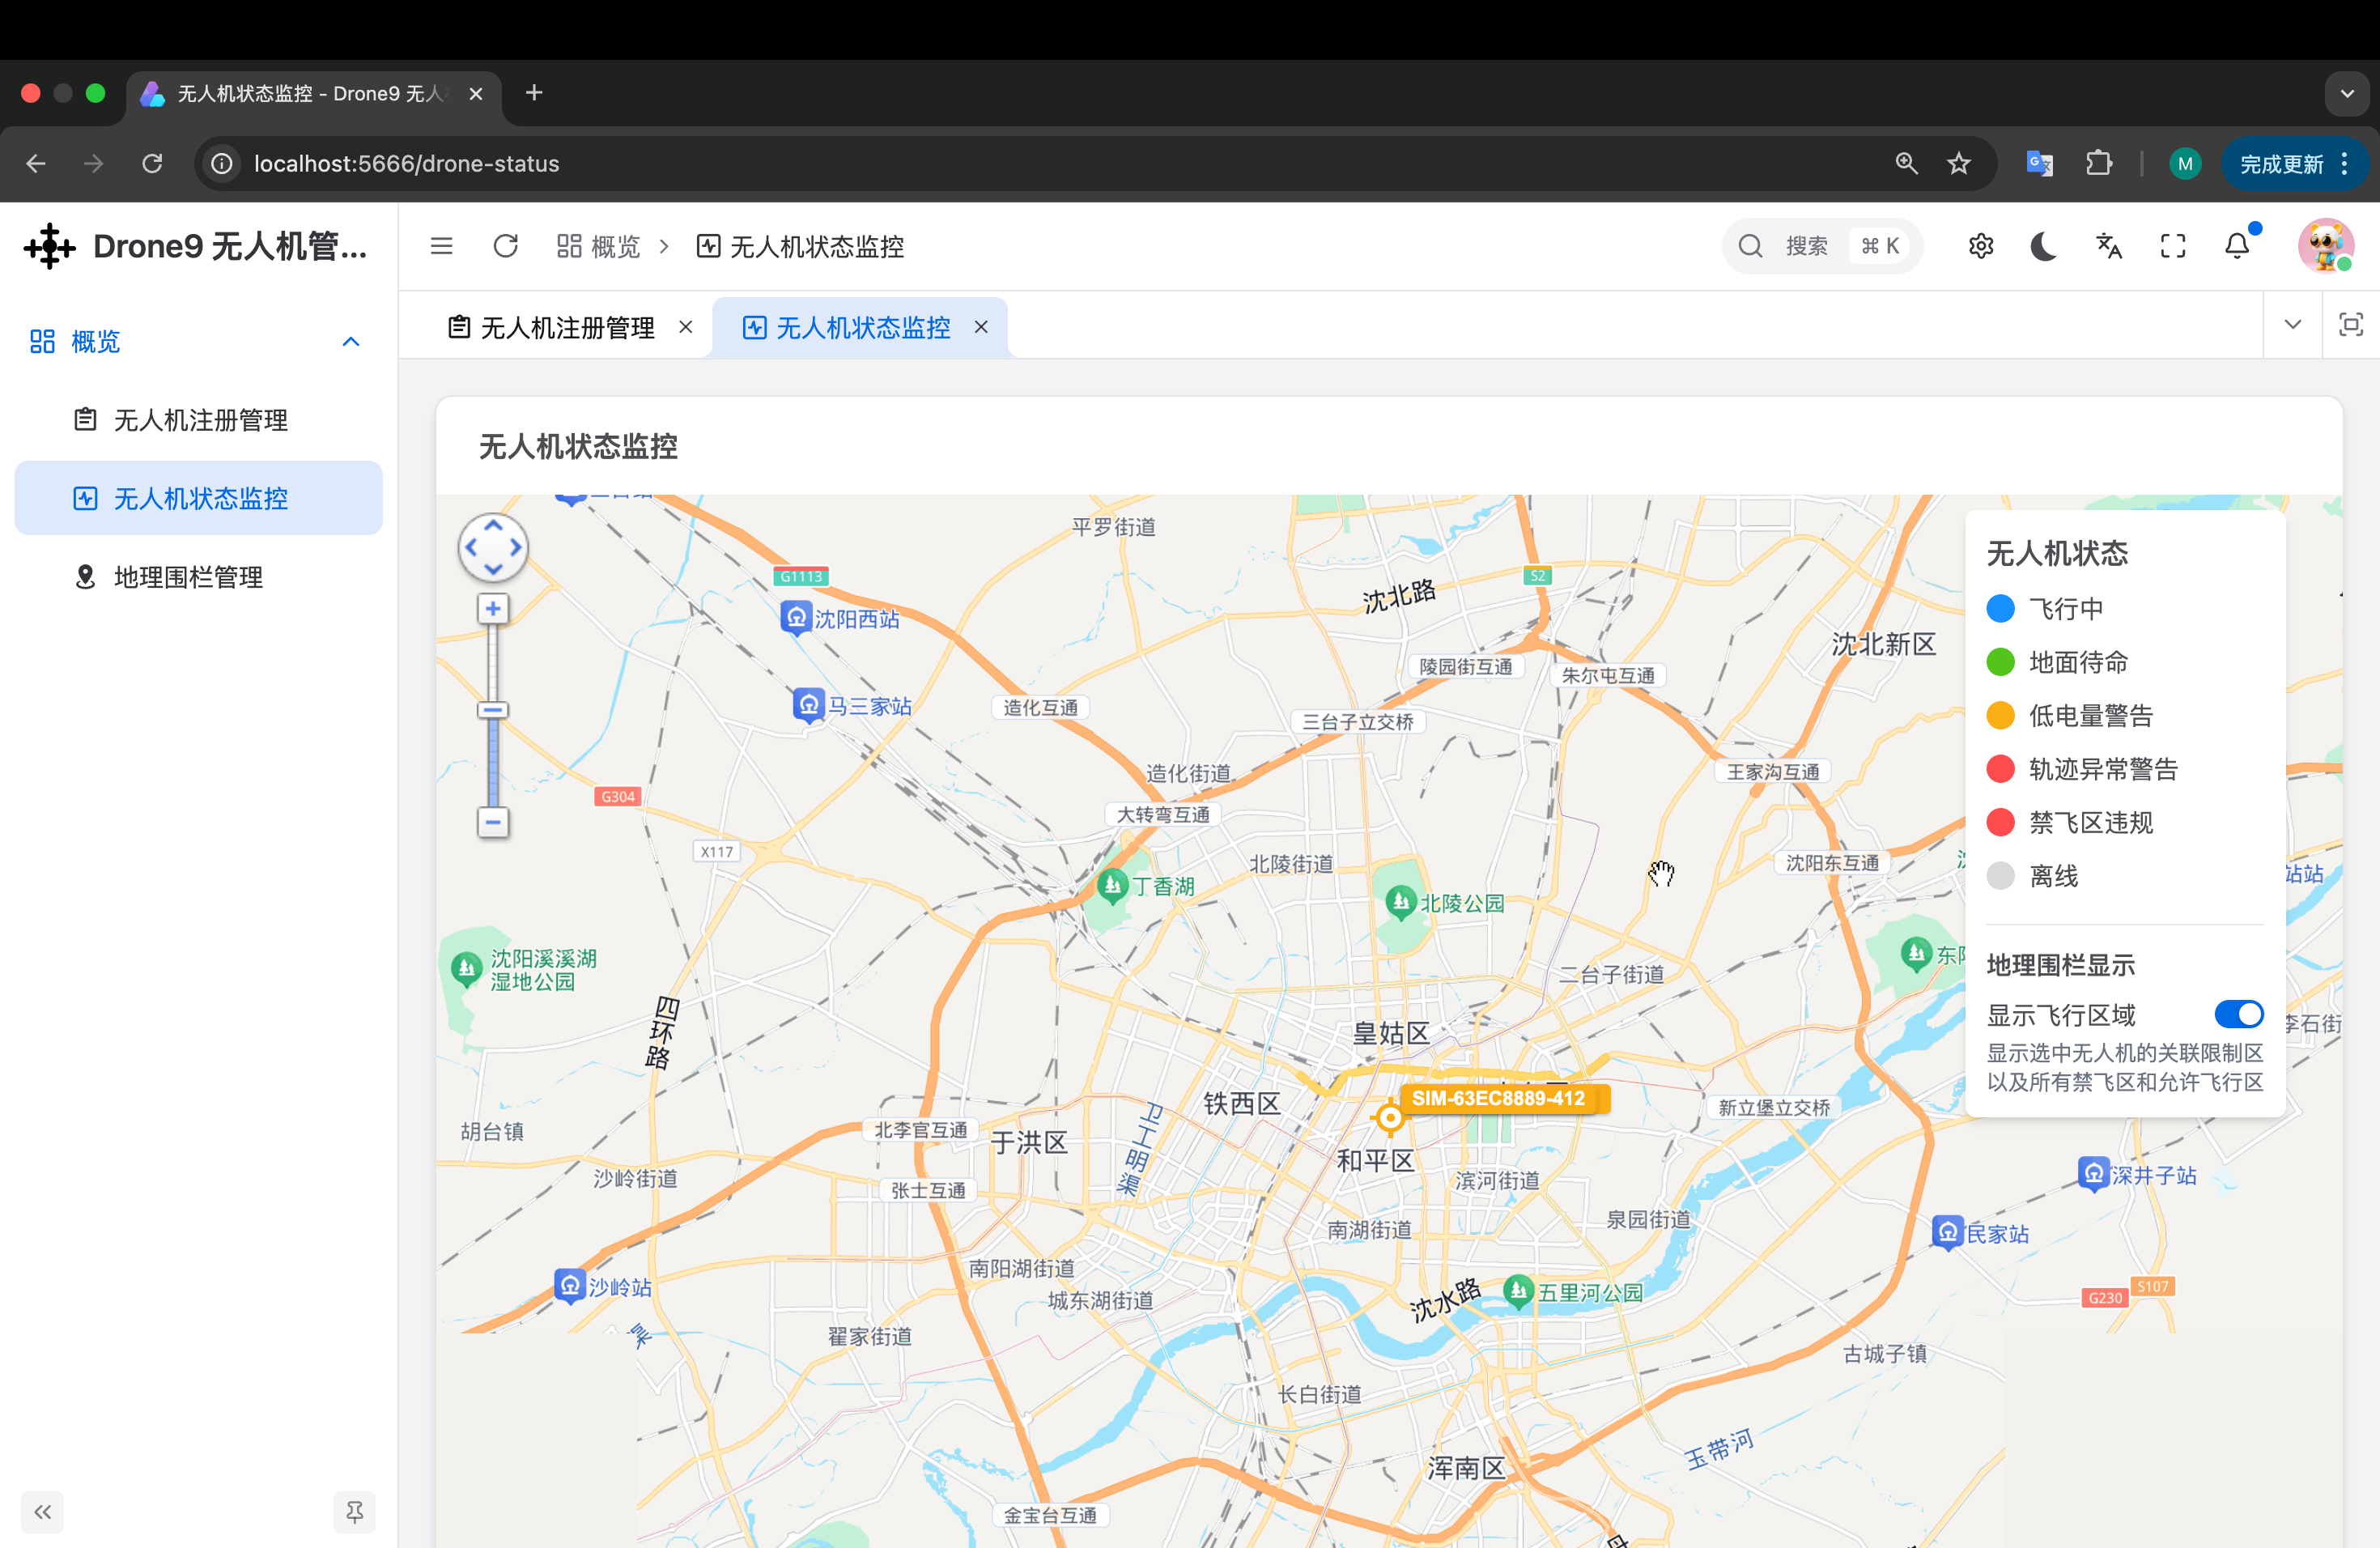 无人机状态监控 - Drone9 无人
localhost:5666/drone-status
M
完成更新
Drone9 无人机管...
概览
无人机状态监控
搜索
⌘ K
概览
无人机注册管理
无人机状态监控
地理围栏管理
无人机注册管理
无人机状态监控
无人机状态监控
平罗街道
G1113
S2
沈北路
沈阳西站
沈北新区
陵园街互通
朱尔屯互通
马三家站
造化互通
三台子立交桥
造化街道
王家沟互通
G304
大转弯互通
X117
北陵街道
沈阳东互通
丁香湖
北陵公园
站站
沈阳溪溪湖
湿地公园
二台子街道
四环路
李石街
皇姑区
铁西区
SIM-63EC8889-412
新立堡立交桥
卫工明渠
胡台镇
北李官互通
于洪区
和平区
沙岭街道
张士互通
滨河街道
深井子站
泉园街道
南湖街道
民家站
南阳湖街道
沙岭站
城东湖街道
沈水路
五里河公园
G230
S107
翟家街道
古城子镇
长白街道
浑南区
玉带河
金宝台互通
无人机状态
飞行中
地面待命
低电量警告
轨迹异常警告
禁飞区违规
离线
地理围栏显示
显示飞行区域
显示选中无人机的关联限制区
以及所有禁飞区和允许飞行区